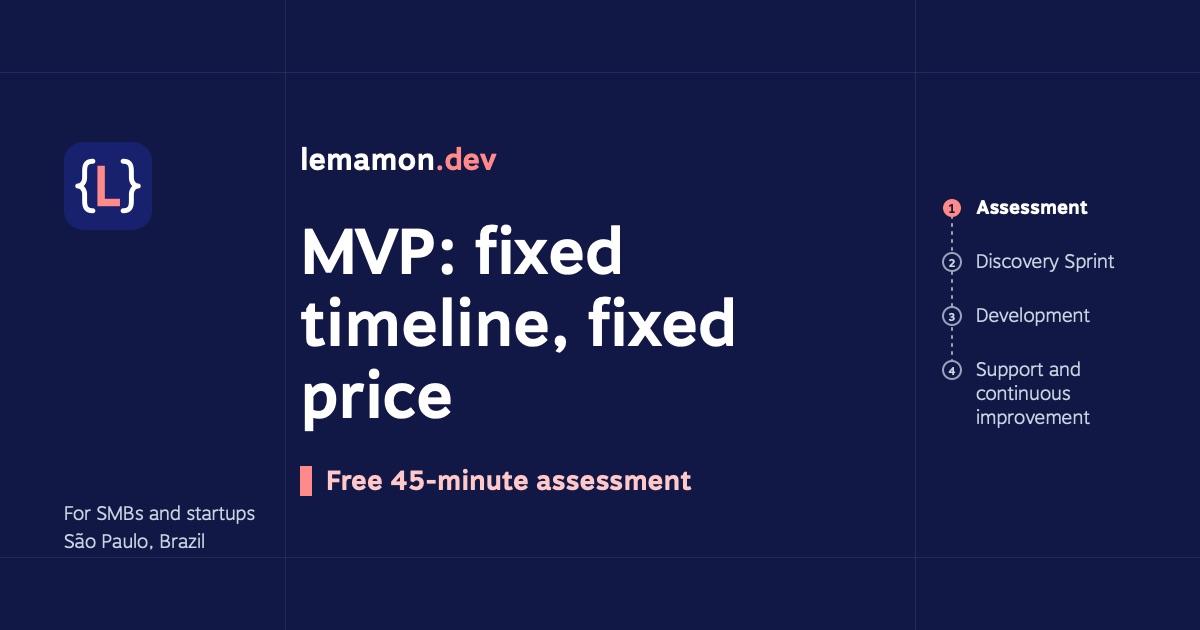 {L}
For SMBs and startups
São Paulo, Brazil
lemamon.dev
MVP: fixed
timeline, fixed
price
Free 45-minute assessment
1 Assessment
2 Discovery Sprint
3 Development
4 Support and
continuous
improvement